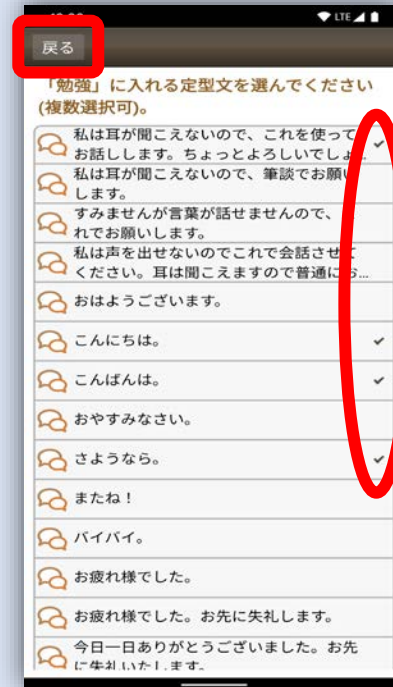 LTE
戻る
「勉強」に入れる定型文を選んでください
(複数選択可)。
私は耳が聞こえないので、これを使って
お話しします。ちょっとよろしいでしょ...
私は耳が聞こえないので、筆談でお願い
します。
すみませんが言葉が話せませんので、
れでお願いします。
私は声を出せないのでこれで会話させて
ください。耳は聞こえますので普通にお...
おはようございます。
こんにちは。
こんばんは。
おやすみなさい。
さようなら。
またね！
バイバイ。
お疲れ様でした。
お疲れ様でした。お先に失礼します。
今日一日ありがとうございました。お先
に失礼いたします。